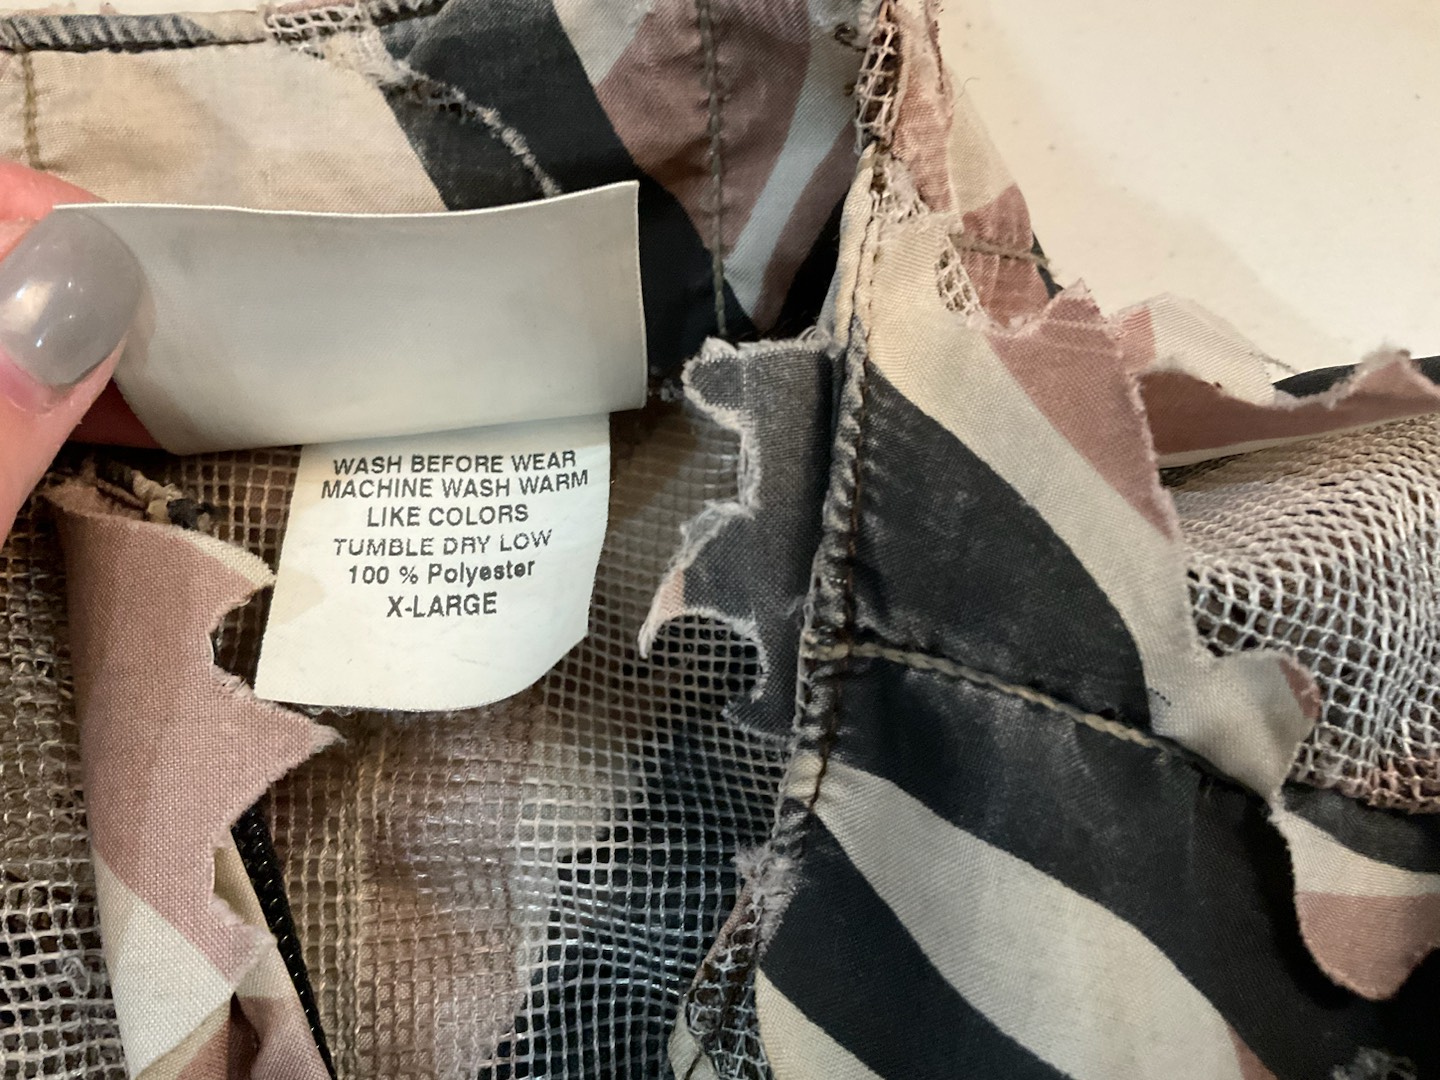 WASH BEFORE WEAR
MACHINE WASH WARM
LIKE COLORS
TUMBLE DRY LOW
100 % Polyester
X-LARGE